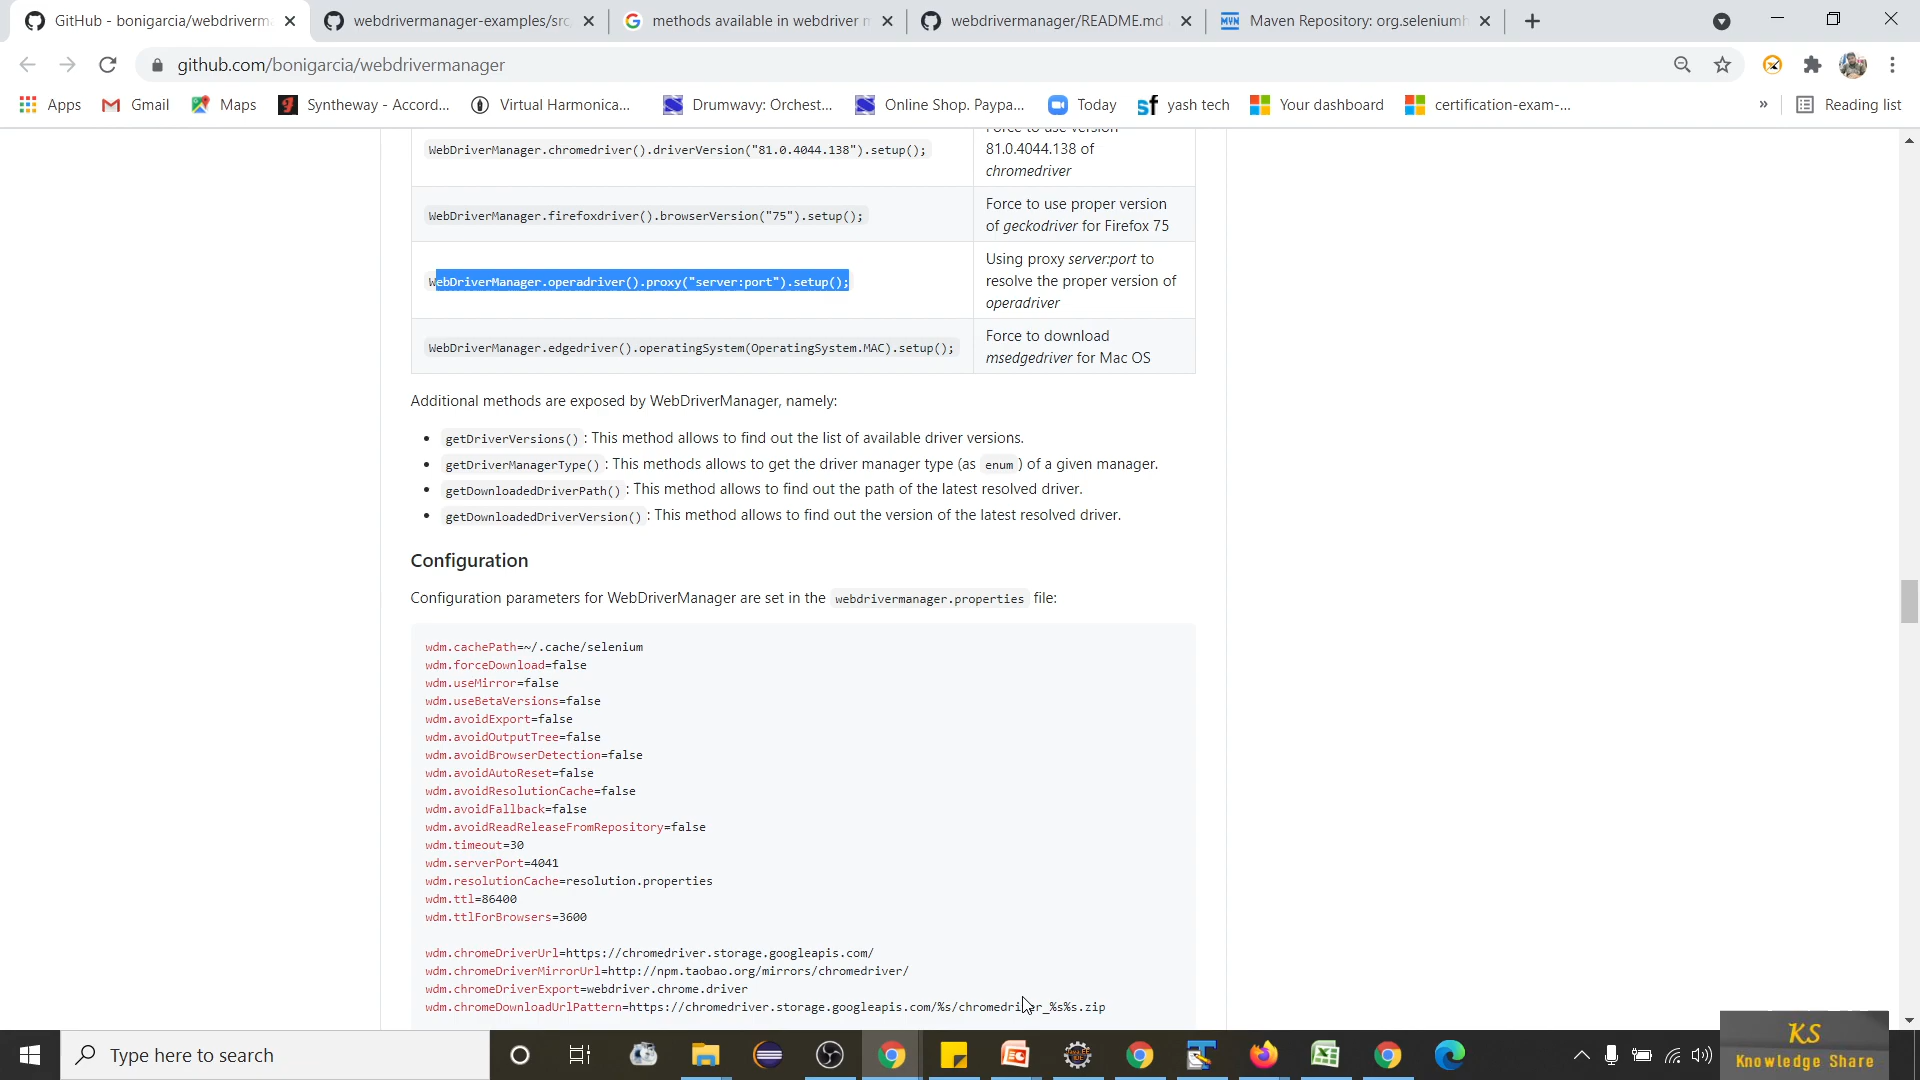 GitHub - bonigarcia/webdriverm
webdrivermanager-examples/src
methods available in webdriver m
webdrivermanager/README.md
Maven Repository: org.seleniumh
github.com/bonigarcia/webdrivermanager
Apps
Gmail
Maps
Syntheway - Accord...
Virtual Harmonica...
Drumwavy: Orchest...
Online Shop. Paypa...
Today
yash tech
Your dashboard
certification-exam-...
»
Reading list
Force to use version
WebDriverManager.chromedriver().driverVersion("81.0.4044.138").setup();
81.0.4044.138 of
chromedriver
WebDriverManager.firefoxdriver().browserVersion("75").setup();
Force to use proper version
of geckodriver for Firefox 75
WebDriverManager.operadriver().proxy("server:port").setup();
Using proxy server:port to
resolve the proper version of
operadriver
WebDriverManager.edgedriver().operatingSystem(OperatingSystem.MAC).setup();
Force to download
msedgedriver for Mac OS
Additional methods are exposed by WebDriverManager, namely:
• getDriverVersions() : This method allows to find out the list of available driver versions.
• getDriverManagerType() : This methods allows to get the driver manager type (as enum ) of a given manager.
• getDownloadedDriverPath() : This method allows to find out the path of the latest resolved driver.
• getDownloadedDriverVersion() : This method allows to find out the version of the latest resolved driver.
Configuration
Configuration parameters for WebDriverManager are set in the webdrivermanager.properties file:
wdm.cachePath=~/.cache/selenium
wdm.forceDownload=false
wdm.useMirror=false
wdm.useBetaVersions=false
wdm.avoidExport=false
wdm.avoidOutputTree=false
wdm.avoidBrowserDetection=false
wdm.avoidAutoReset=false
wdm.avoidResolutionCache=false
wdm.avoidFallback=false
wdm.avoidReadReleaseFromRepository=false
wdm.timeout=30
wdm.serverPort=4041
wdm.resolutionCache=resolution.properties
wdm.ttl=86400
wdm.ttlForBrowsers=3600
wdm.chromeDriverUrl=https://chromedriver.storage.googleapis.com/
wdm.chromeDriverMirrorUrl=http://npm.taobao.org/mirrors/chromedriver/
wdm.chromeDriverExport=webdriver.chrome.driver
wdm.chromeDownloadUrlPattern=https://chromedriver.storage.googleapis.com/%s/chromedriver_%s%s.zip
Type here to search
KS
Knowledge Share